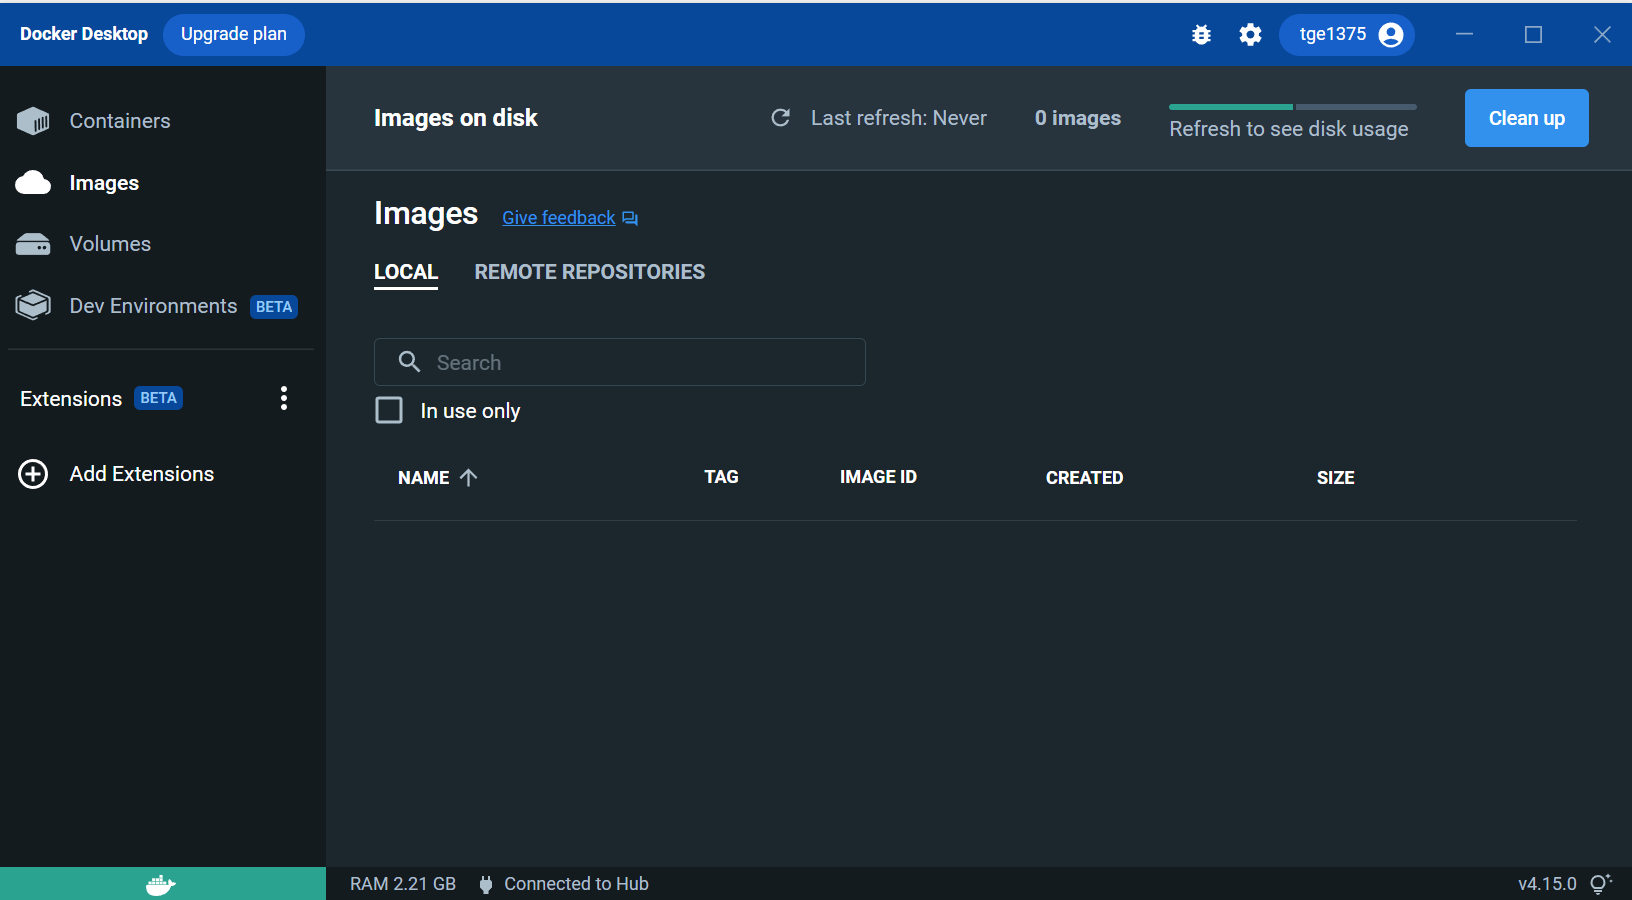 Docker Desktop Upgrade plan tge1375
Containers
Images
Volumes
Dev Environments BETA
Extensions BETA
Add Extensions
Images on disk Last refresh: Never 0 images Refresh to see disk usage Clean up
Images Give feedback
LOCAL REMOTE REPOSITORIES
Search
In use only
NAME TAG IMAGE ID CREATED SIZE
RAM 2.21 GB Connected to Hub v4.15.0